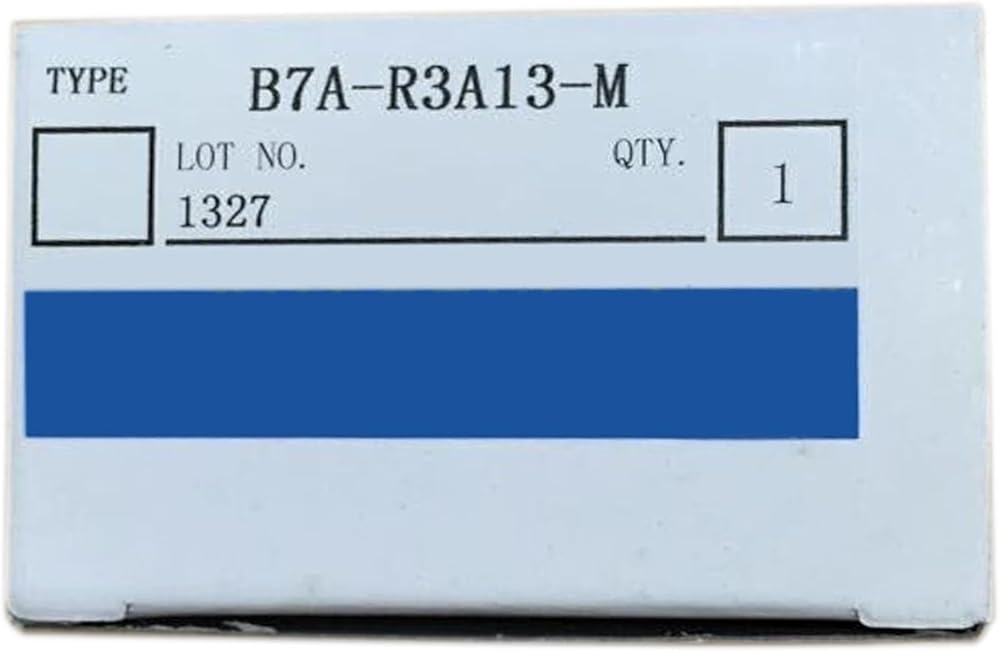 TYPE B7A-R3A13-M
LOT NO. QTY. 1
1327